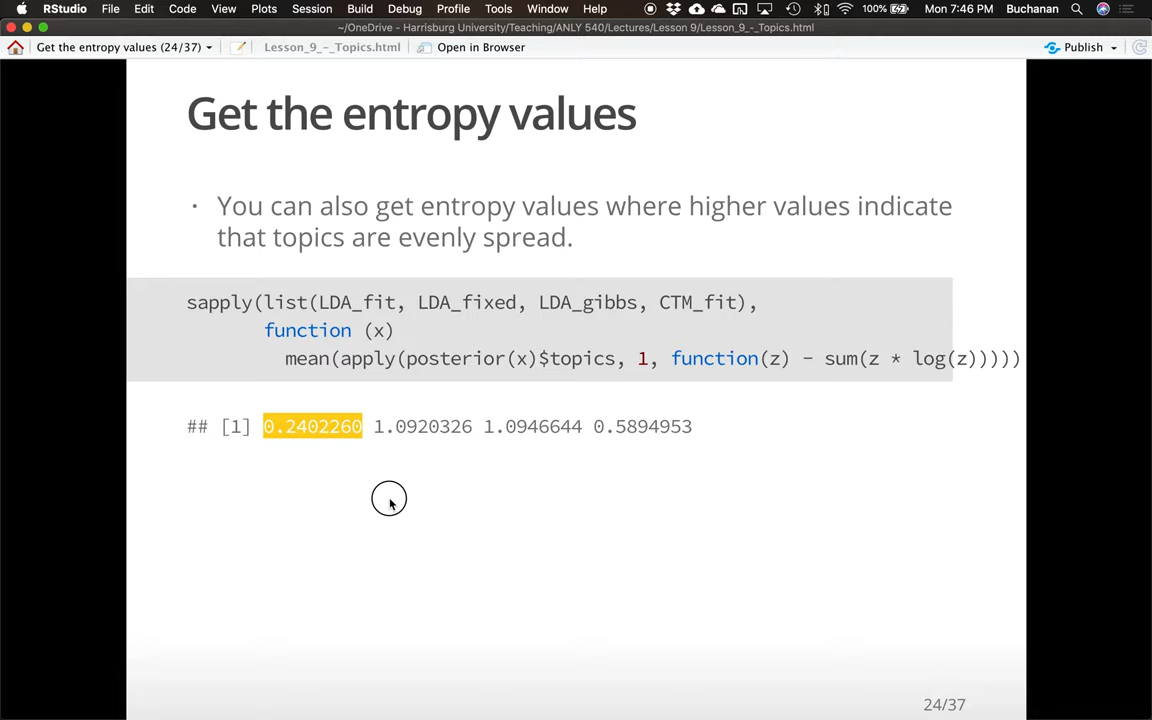 RStudio File Edit Code View Plots Session Build Debug Profile Tools Window Help 100% Mon 7:46 PM Buchanan
~/OneDrive - Harrisburg University/Teaching/ANLY 540/Lectures/Lesson 9/Lesson_9_-_Topics.html
Get the entropy values (24/37) Lesson_9_-_Topics.html Open in Browser Publish
Get the entropy values
• You can also get entropy values where higher values indicate
that topics are evenly spread.
sapply(list(LDA_fit, LDA_fixed, LDA_gibbs, CTM_fit),
function (x)
mean(apply(posterior(x)$topics, 1, function(z) - sum(z * log(z)))))
## [1] 0.2402260 1.0920326 1.0946644 0.5894953
24/37